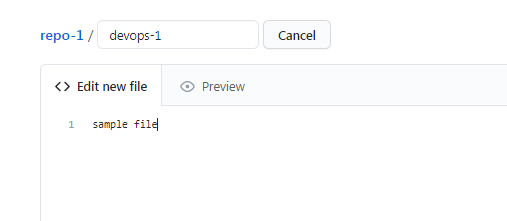 repo-1 / devops-1 Cancel
<> Edit new file Preview
1 sample file